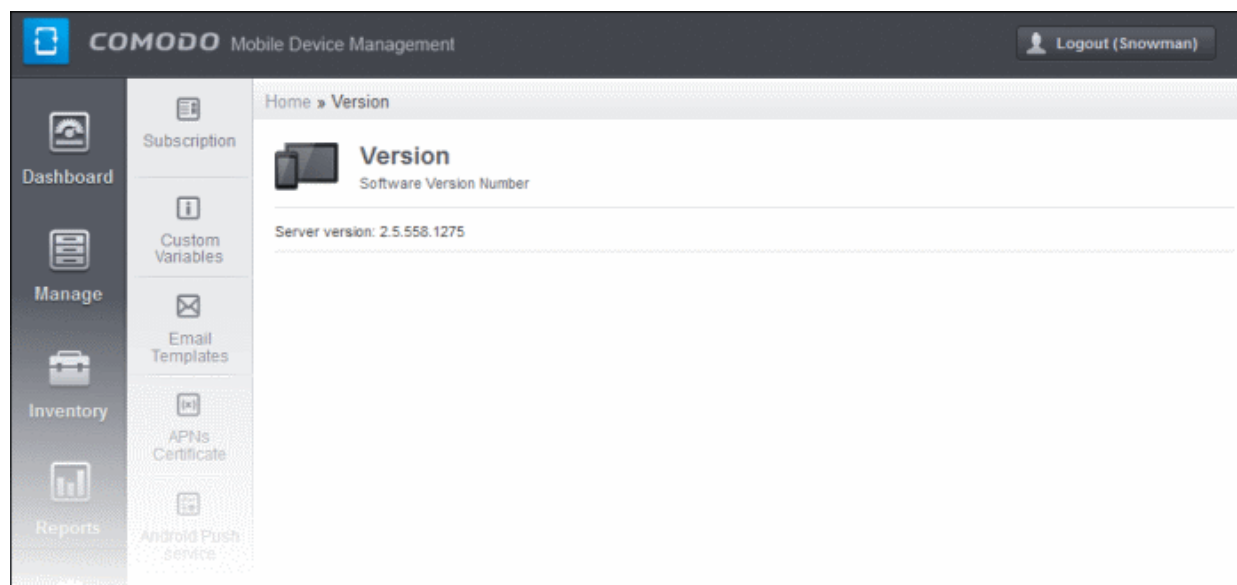 COMODO Mobile Device Management
Logout (Snowman)
Dashboard
Manage
Inventory
Reports
Subscription
Custom
Variables
Email
Templates
APNs
Certificate
Android Push
service
Home » Version
Version
Software Version Number
Server version: 2.5.558.1275